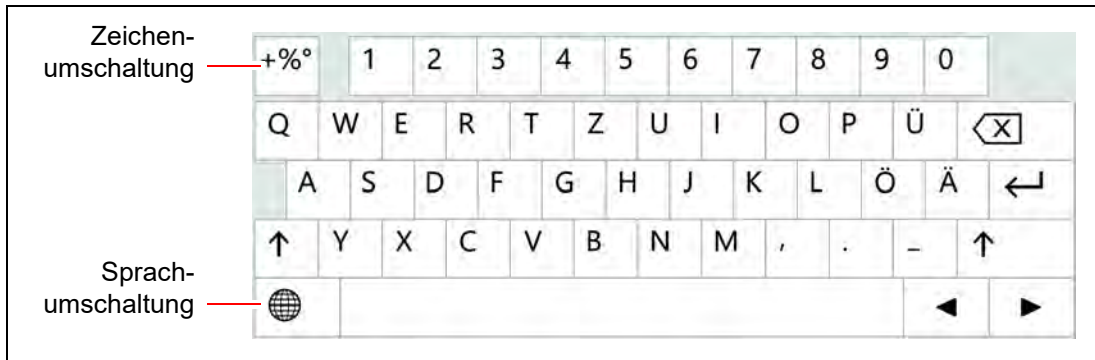 Zeichen-
umschaltung
+%° 1 2 3 4 5 6 7 8 9 0
Q W E R T Z U I O P Ü
A S D F G H J K L Ö Ä
Y X C V B N M , . _
Sprach-
umschaltung